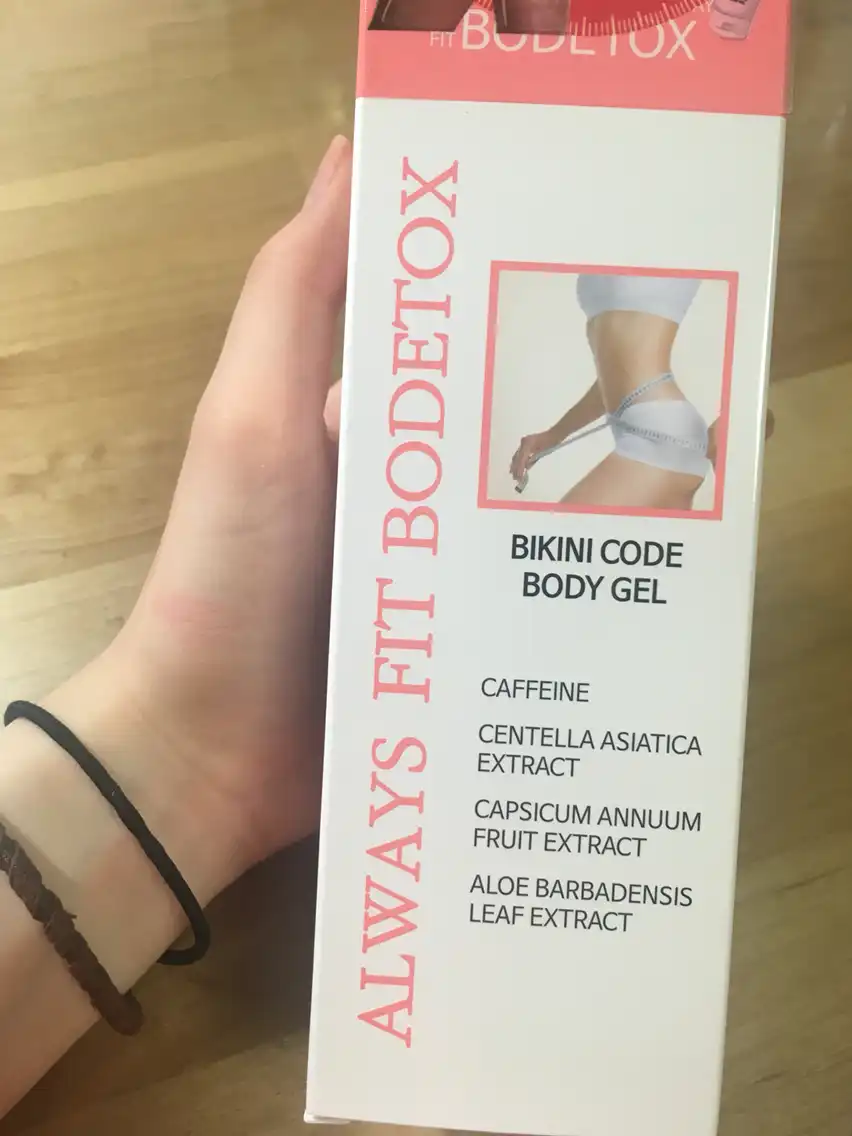 FIT BODETOX
ALWAYS FIT BODETOX
BIKINI CODE
BODY GEL
CAFFEINE
CENTELLA ASIATICA
EXTRACT
CAPSICUM ANNUUM
FRUIT EXTRACT
ALOE BARBADENSIS
LEAF EXTRACT